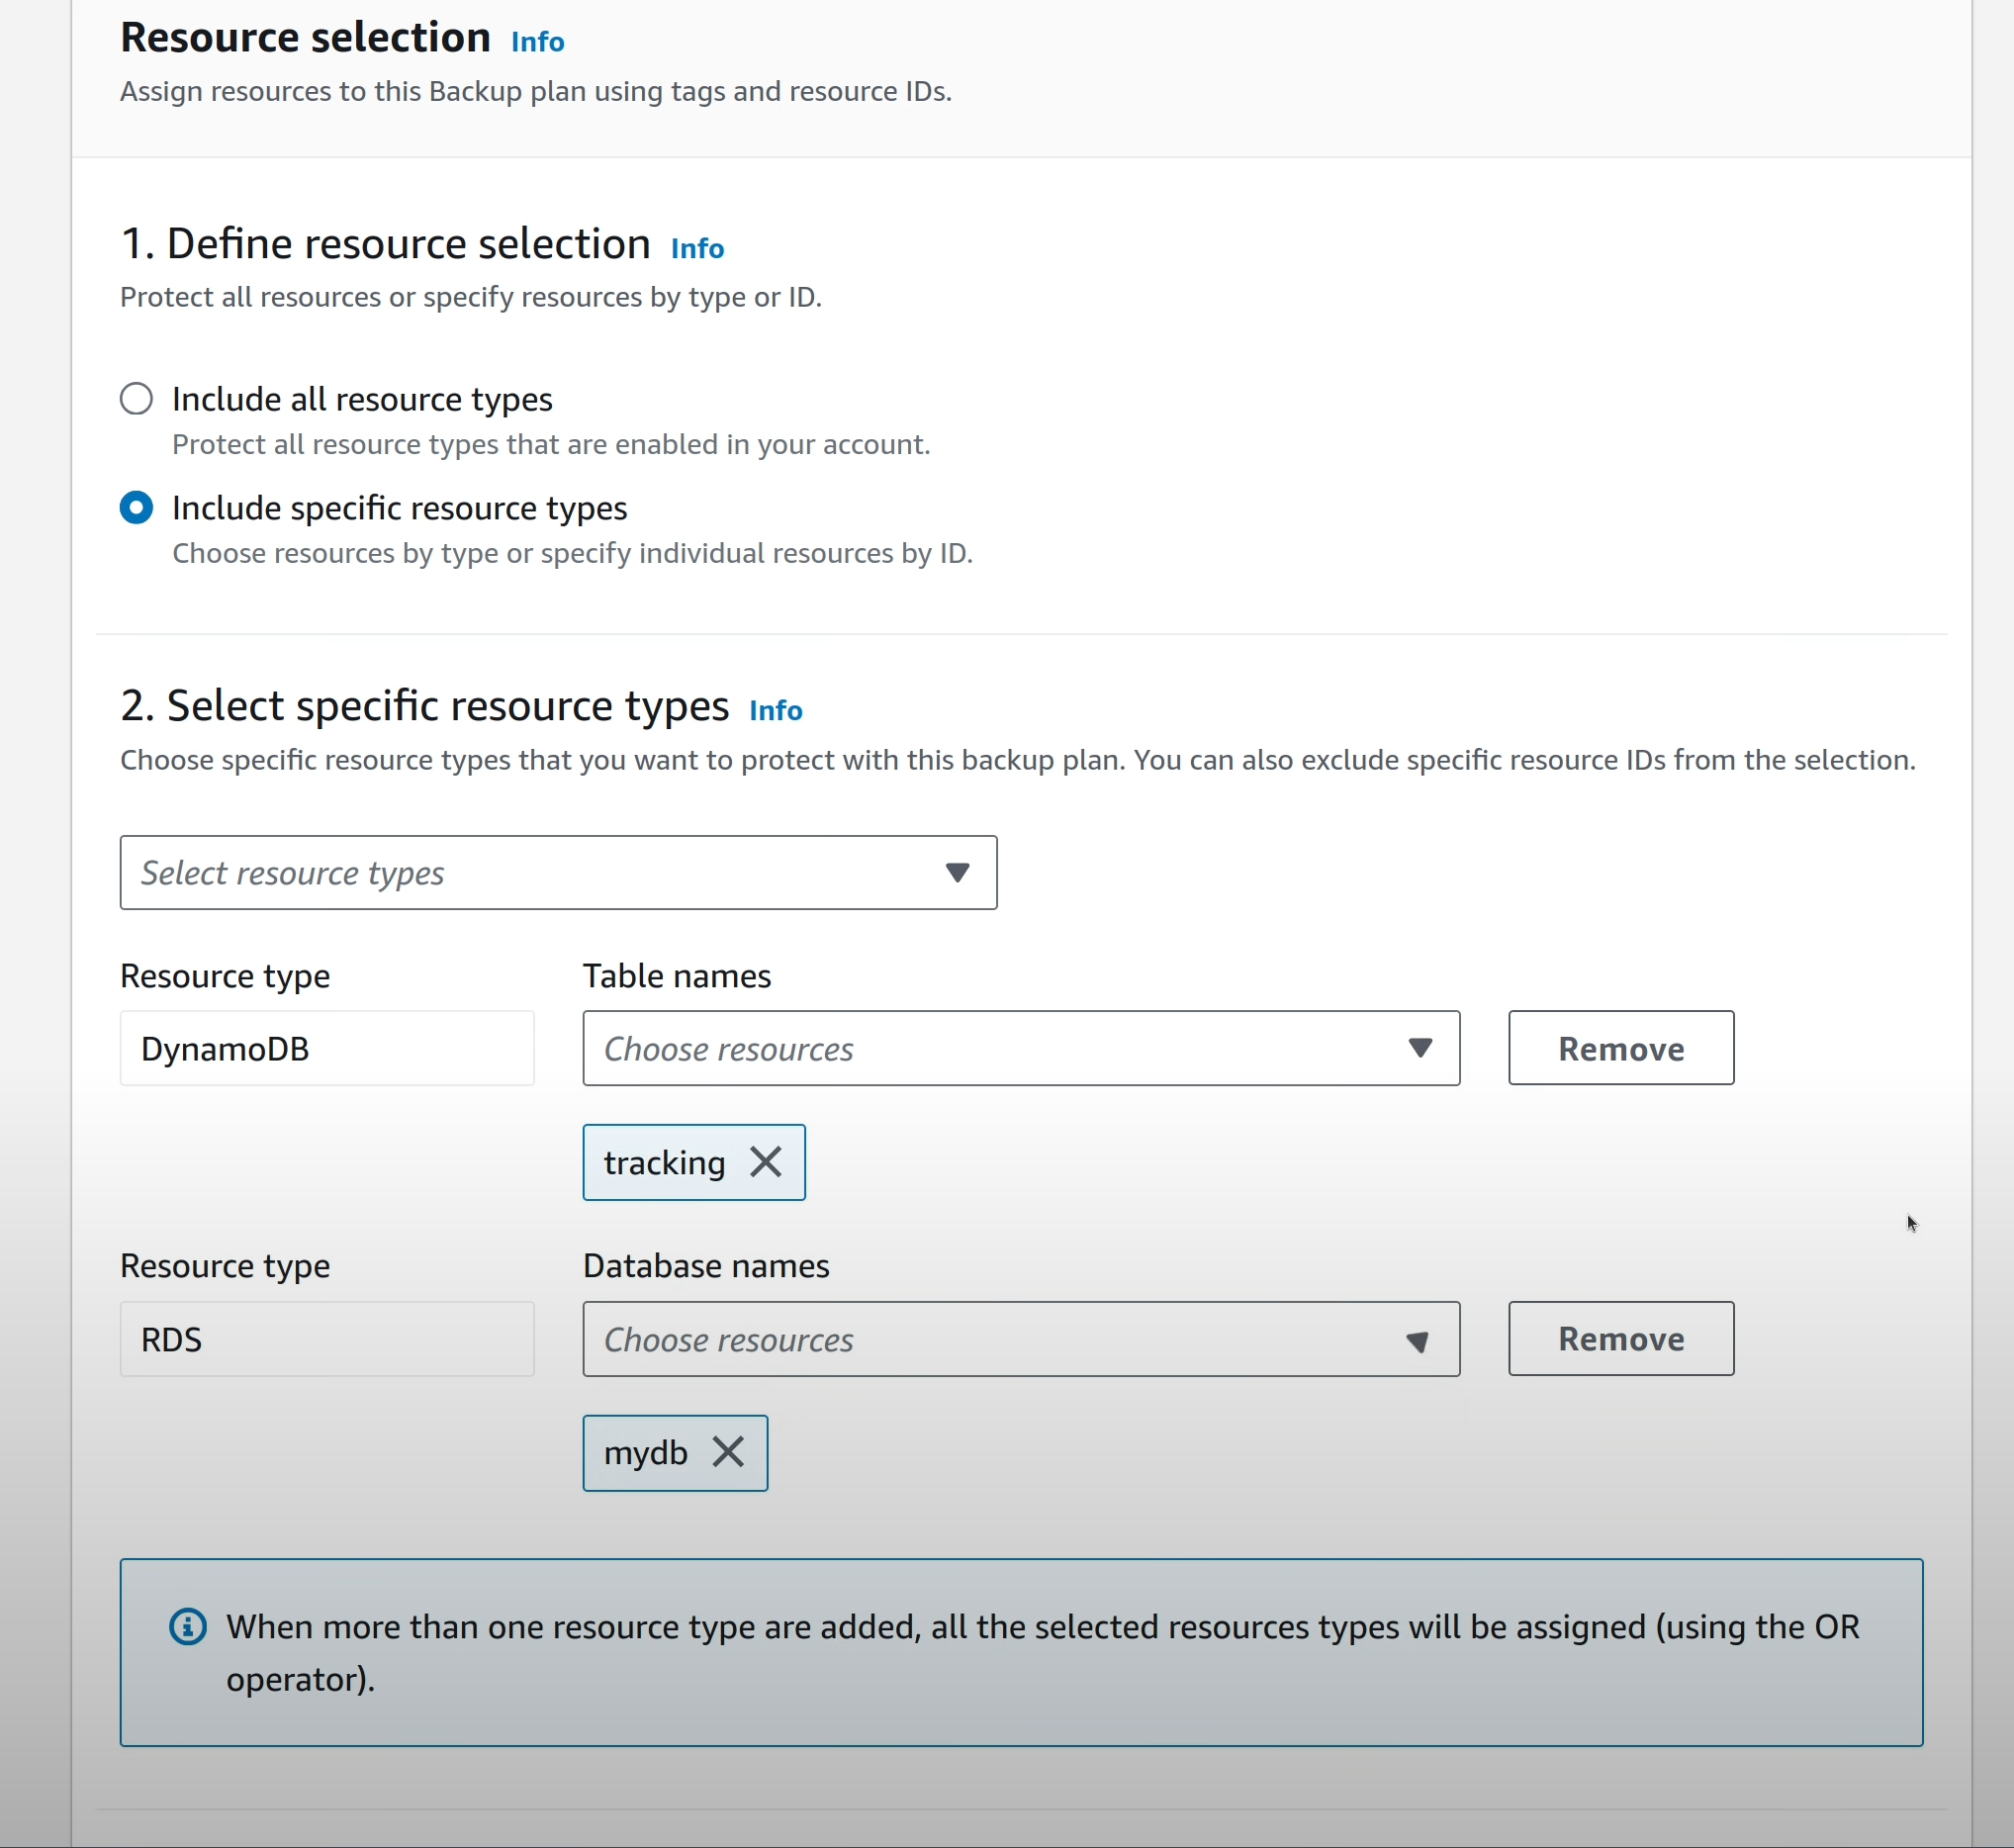 Resource selection Info
Assign resources to this Backup plan using tags and resource IDs.
1. Define resource selection Info
Protect all resources or specify resources by type or ID.
Include all resource types
Protect all resource types that are enabled in your account.
Include specific resource types
Choose resources by type or specify individual resources by ID.
2. Select specific resource types Info
Choose specific resource types that you want to protect with this backup plan. You can also exclude specific resource IDs from the selection.
Select resource types
Resource type Table names
DynamoDB Choose resources Remove
tracking
Resource type Database names
RDS Choose resources Remove
mydb
When more than one resource type are added, all the selected resources types will be assigned (using the OR
operator).